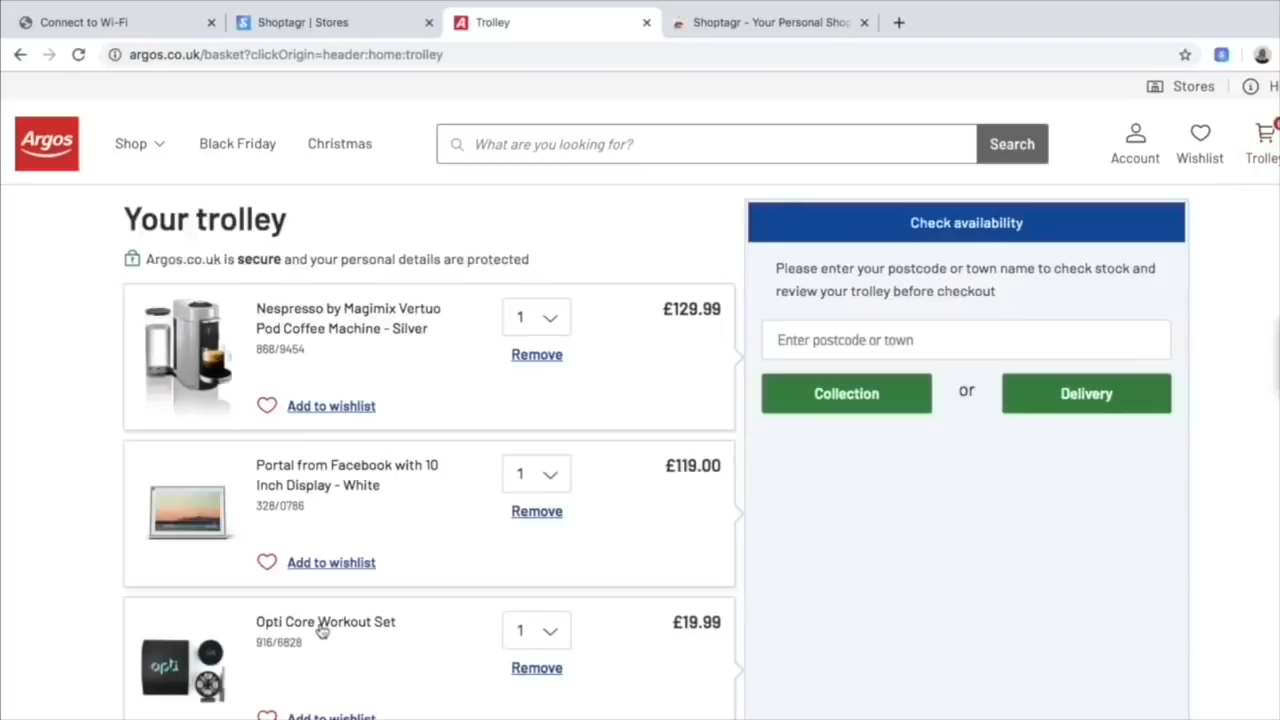 Connect to Wi-Fi
Shoptagr | Stores
Trolley
Shoptagr - Your Personal Shop
argos.co.uk/basket?clickOrigin=header:home:trolley
Stores
H
Argos
Shop
Black Friday
Christmas
What are you looking for?
Search
Account
Wishlist
Trolley
Your trolley
Argos.co.uk is secure and your personal details are protected
Nespresso by Magimix Vertuo
Pod Coffee Machine - Silver
868/9454
1
Remove
£129.99
Add to wishlist
Portal from Facebook with 10
Inch Display - White
328/0786
1
Remove
£119.00
Add to wishlist
Opti Core Workout Set
916/6828
opti
1
Remove
£19.99
Add to wishlist
Check availability
Please enter your postcode or town name to check stock and
review your trolley before checkout
Enter postcode or town
Collection
or
Delivery